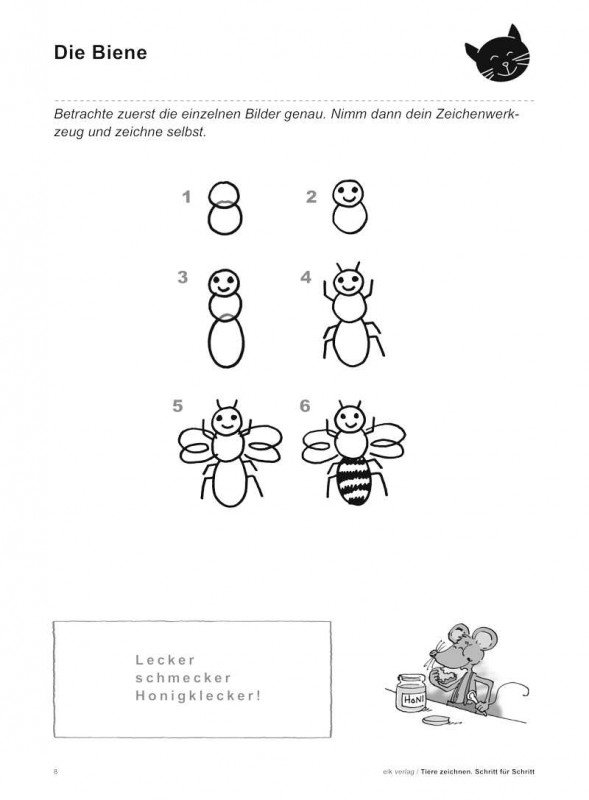 Die Biene
Betrachte zuerst die einzelnen Bilder genau. Nimm dann dein Zeichenwerk-
zeug und zeichne selbst.
1 2
3 4
5 6
Lecker
schmecker
Honigklecker!
HONI
8 elk verlag / Tiere zeichnen. Schritt für Schritt